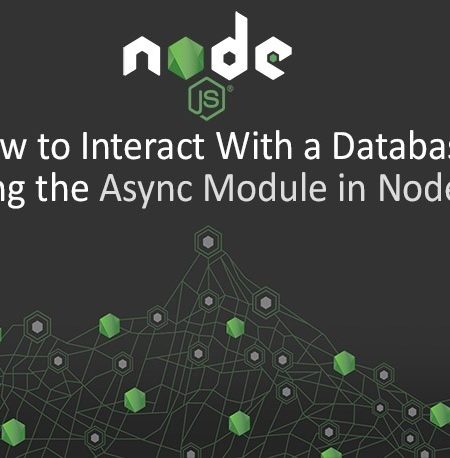 node
JS®
w to Interact With a Databas
ng the Async Module in Node